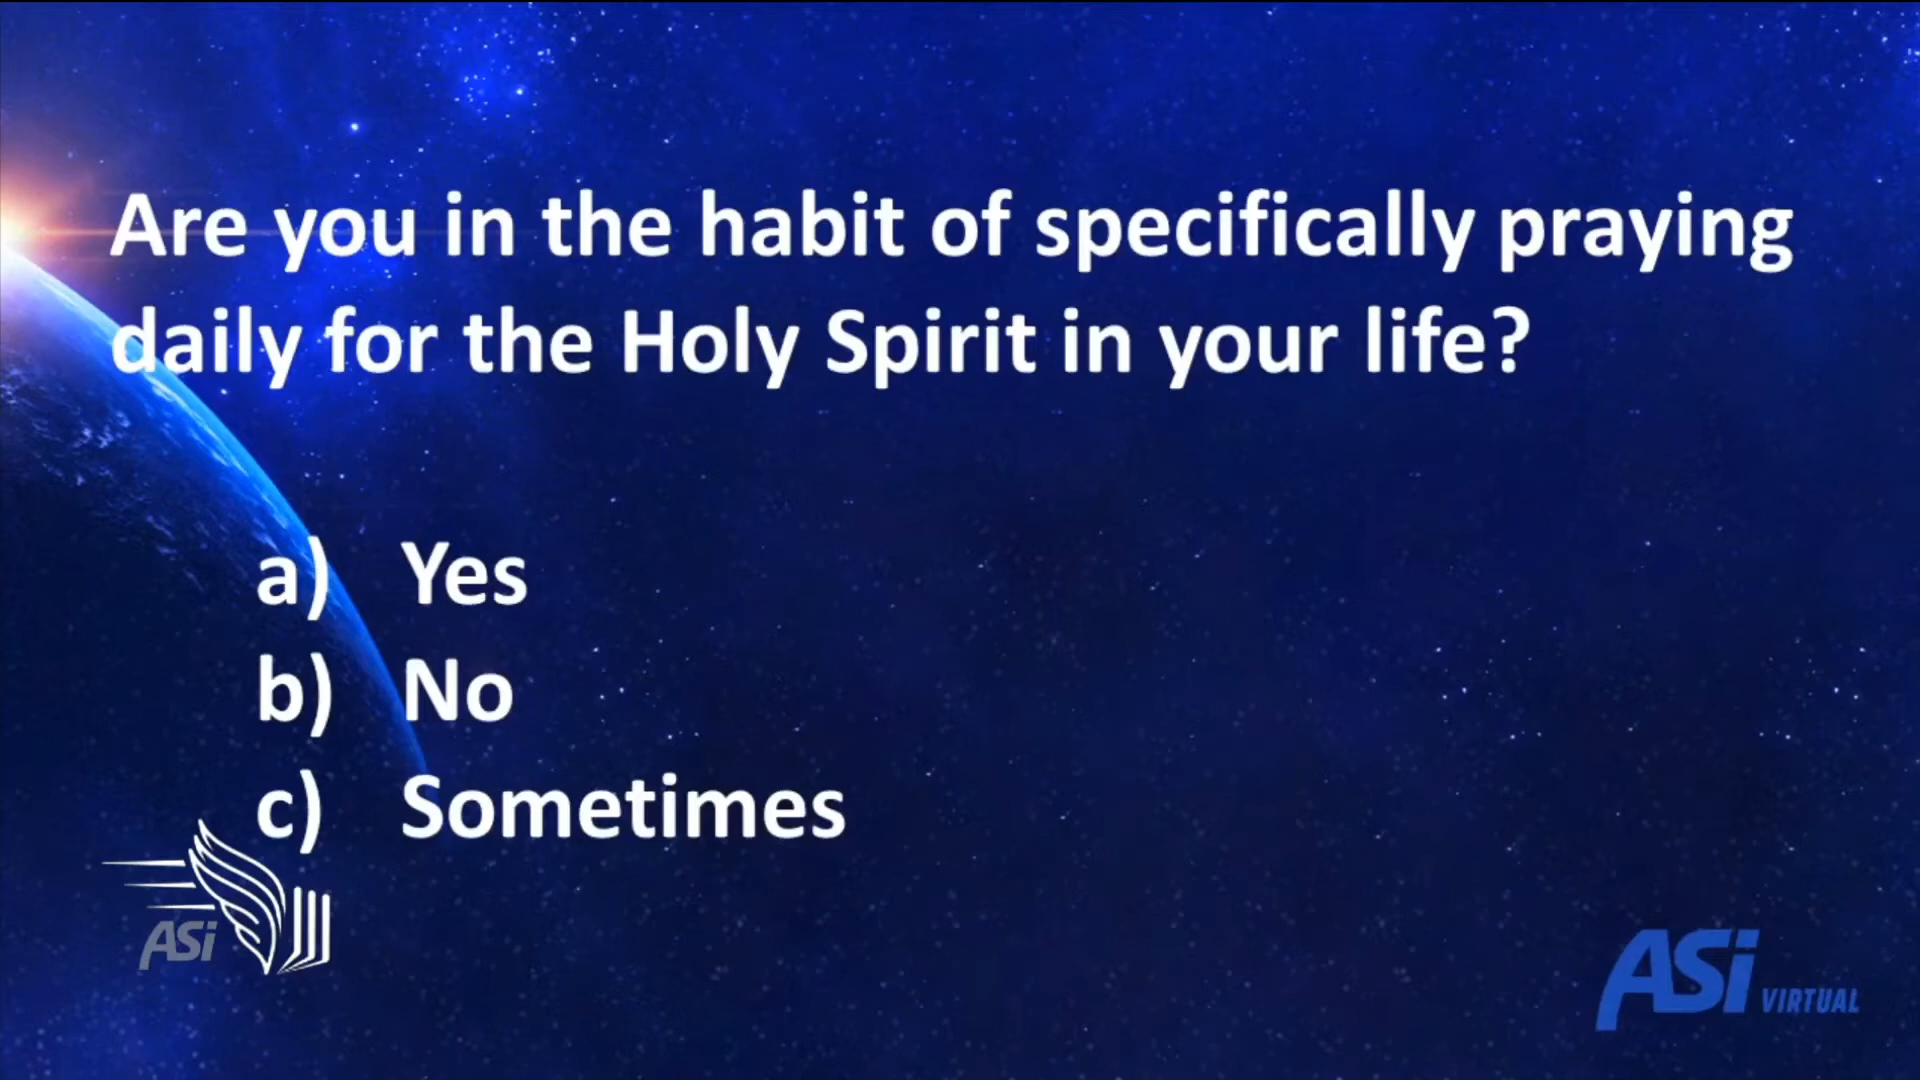 Are you in the habit of specifically praying
daily for the Holy Spirit in your life?
a) Yes
b) No
c) Sometimes
ASi
ASi VIRTUAL